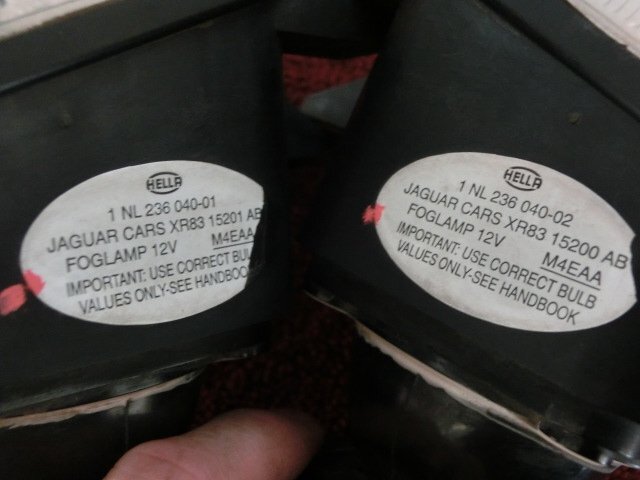 HELLA
1 NL 236 040-01
JAGUAR CARS XR83 15201 AB
FOGLAMP 12V M4EAA
IMPORTANT: USE CORRECT BULB
VALUES ONLY-SEE HANDBOOK
HELLA
1 NL 236 040-02
JAGUAR CARS XR83 15200 AB
FOGLAMP 12V M4EAA
IMPORTANT: USE CORRECT BULB
VALUES ONLY-SEE HANDBOOK